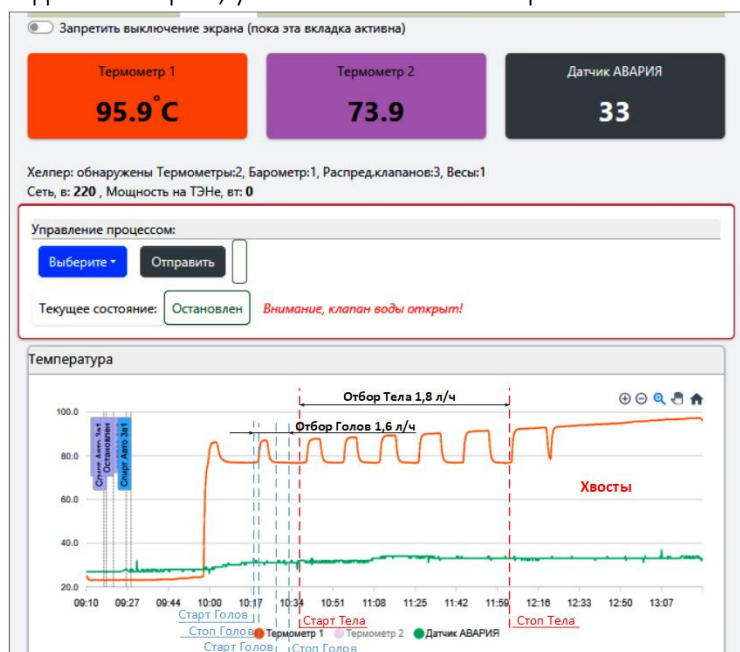 Запретить выключение экрана (пока эта вкладка активна)
Термометр 1
95.9°C
Термометр 2
73.9
Датчик АВАРИЯ
33
Хелпер: обнаружены Термометры:2, Барометр:1, Распред.клапанов:3, Весы:1
Сеть, в: 220 , Мощность на ТЭНе, вт: 0
Управление процессом:
Выберите
Отправить
Текущее состояние: Остановлен Внимание, клапан воды открыт!
Температура
Отбор Тела 1,8 л/ч
Отбор Голов 1,6 л/ч
100.0
80.0
60.0
40.0
20.0
Остановлен
Спирт Авто Зв1
Хвосты
09:10 09:27 09:44 10:00 10:17 10:34 10:51 11:08 11:25 11:42 11:59 12:16 12:33 12:50 13:07
Старт Голов
Стоп Голов
Старт Голов
Стоп Голов
Старт Тела
Стоп Тела
Термометр 1 Термометр 2 Датчик АВАРИЯ